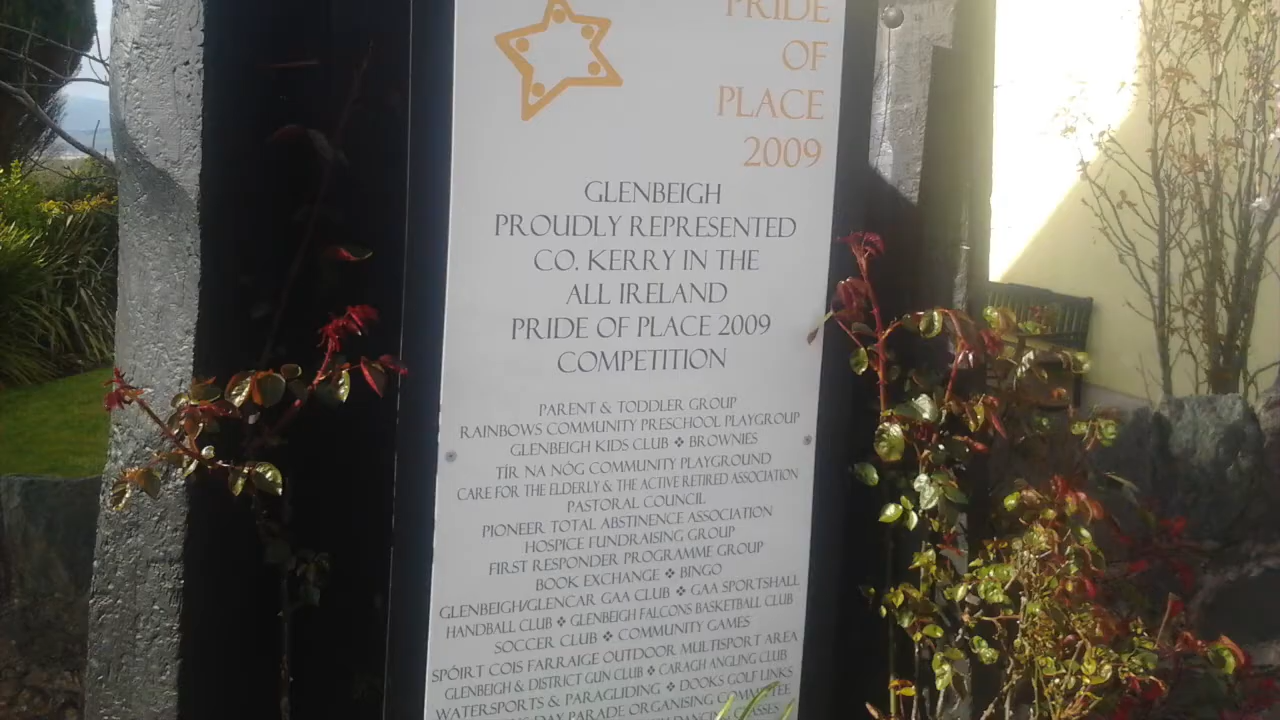 PRIDE
OF
PLACE
2009
GLENBEIGH
PROUDLY REPRESENTED
CO. KERRY IN THE
ALL IRELAND
PRIDE OF PLACE 2009
COMPETITION
PARENT & TODDLER GROUP
RAINBOWS COMMUNITY PRESCHOOL PLAYGROUP
GLENBEIGH KIDS CLUB ❖ BROWNIES
TÍR NA NÓG COMMUNITY PLAYGROUND
CARE FOR THE ELDERLY & THE ACTIVE RETIRED ASSOCIATION
PASTORAL COUNCIL
PIONEER TOTAL ABSTINENCE ASSOCIATION
HOSPICE FUNDRAISING GROUP
FIRST RESPONDER PROGRAMME GROUP
BOOK EXCHANGE ❖ BINGO
GLENBEIGH/GLENCAR GAA CLUB ❖ GAA SPORTSHALL
HANDBALL CLUB ❖ GLENBEIGH FALCONS BASKETBALL CLUB
SOCCER CLUB ❖ COMMUNITY GAMES
SPÓIRT COIS FARRAIGE OUTDOOR MULTISPORT AREA
GLENBEIGH & DISTRICT GUN CLUB ❖ CARAGH ANGLING CLUB
WATERSPORTS & PARAGLIDING ❖ DOOKS GOLF LINKS
DAY PARADE ORGANISING COMMITTEE
DANCING CLASSES